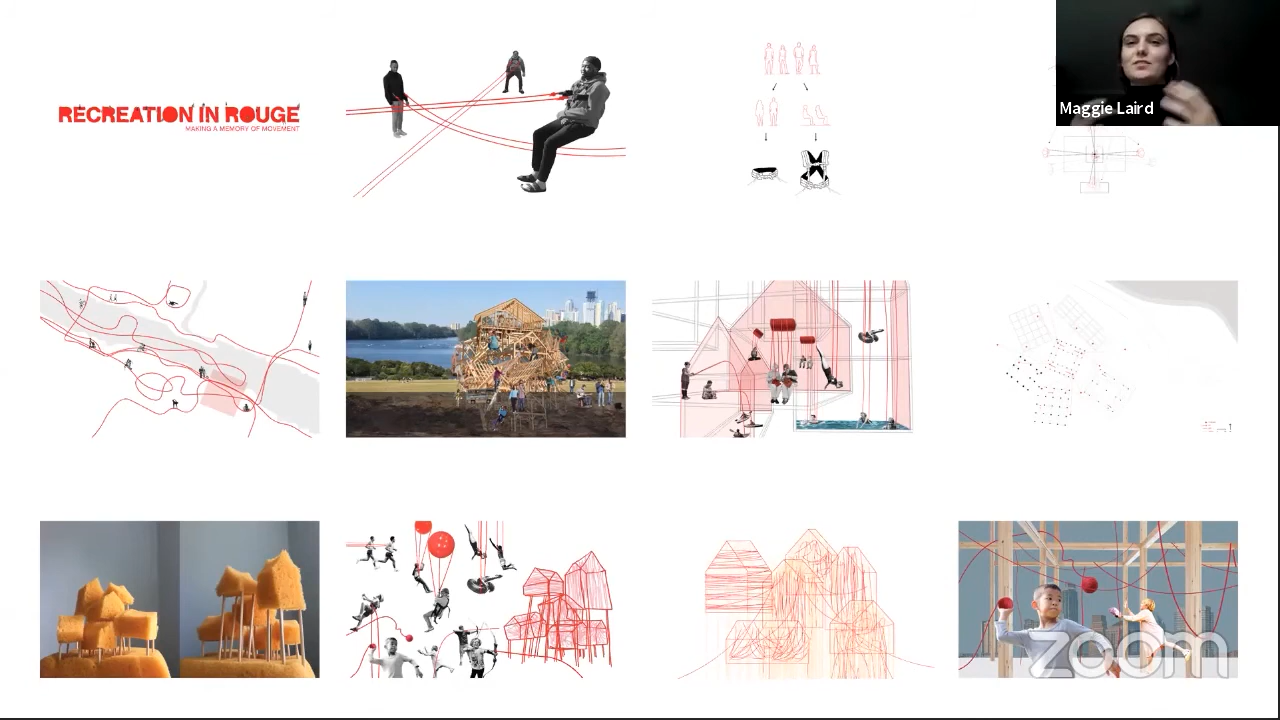 RECREATION IN ROUGE
MAKING A MEMORY OF MOVEMENT
Maggie Laird
zoom